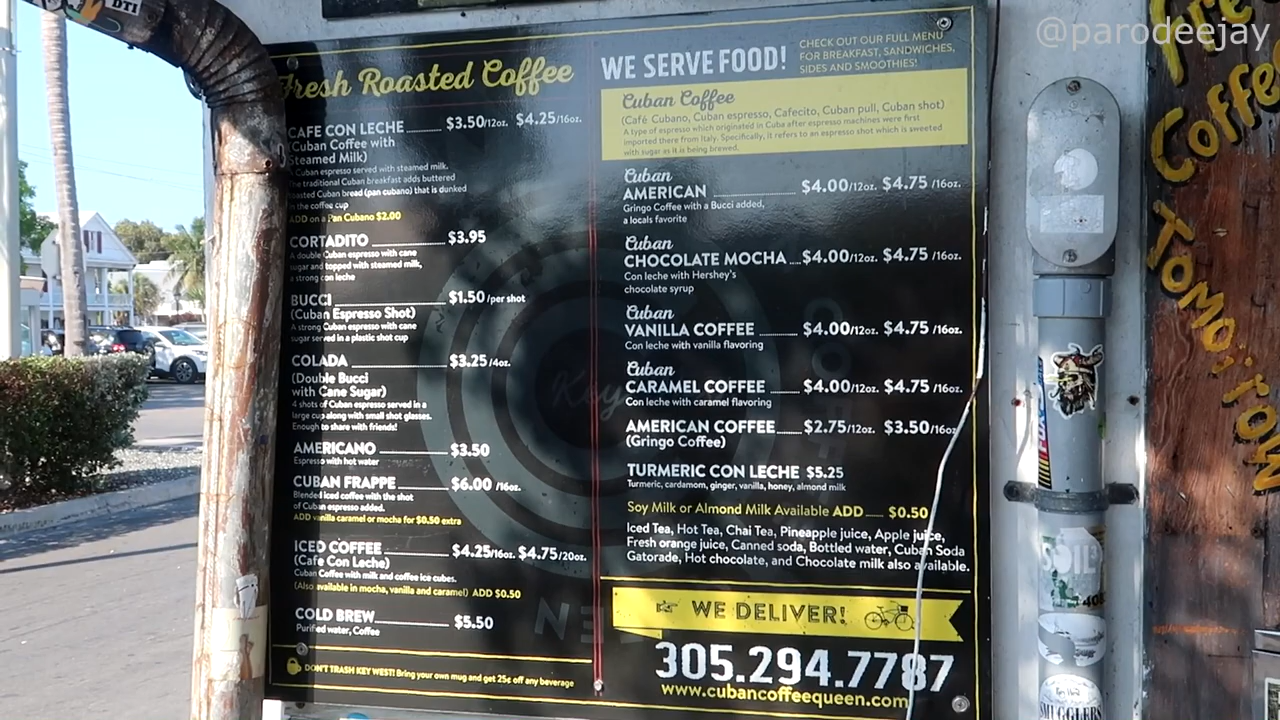 @parodeejay
DTI
Fresh Roasted Coffee
CAFE CON LECHE $3.50/12oz. $4.25/16oz.
(Cuban Coffee with
Steamed Milk)
A Cuban espresso served with steamed milk.
The traditional Cuban breakfast adds buttered
toasted Cuban bread (pan cubano) that is dunked
in the coffee cup
ADD on a Pan Cubano $2.00
CORTADITO $3.95
A double Cuban espresso with cane
sugar and topped with steamed milk,
a strong con leche
BUCCI $1.50 /per shot
(Cuban Espresso Shot)
A strong Cuban espresso with cane
sugar served in a plastic shot cup
COLADA $3.25 /4oz.
(Double Bucci
with Cane Sugar)
4 shots of Cuban espresso served in a
large cup along with small shot glasses.
Enough to share with friends!
AMERICANO $3.50
Espresso with hot water
CUBAN FRAPPE $6.00 /16oz.
Blended iced coffee with the shot
of Cuban espresso added.
ADD vanilla caramel or mocha for $0.50 extra
ICED COFFEE $4.25/16oz. $4.75/20oz.
(Cafe Con Leche)
Cuban Coffee with milk and coffee ice cubes.
(Also available in mocha, vanilla and caramel) ADD $0.50
COLD BREW $5.50
Purified water, Coffee
DON'T TRASH KEY WEST! Bring your own mug and get 25¢ off any beverage
WE SERVE FOOD!
CHECK OUT OUR FULL MENU
FOR BREAKFAST, SANDWICHES,
SIDES AND SMOOTHIES!
Cuban Coffee
(Café Cubano, Cuban espresso, Cafecito, Cuban pull, Cuban shot)
A type of espresso which originated in Cuba after espresso machines were first
imported there from Italy. Specifically, it refers to an espresso shot which is sweetened
with sugar as it is being brewed.
Cuban
AMERICAN $4.00/12oz. $4.75 /16oz.
Gringo Coffee with a Bucci added,
a locals favorite
Cuban
CHOCOLATE MOCHA $4.00/12oz. $4.75 /16oz.
Con leche with Hershey's
chocolate syrup
Cuban
VANILLA COFFEE $4.00/12oz. $4.75 /16oz.
Con leche with vanilla flavoring
Cuban
CARAMEL COFFEE $4.00/12oz. $4.75 /16oz.
Con leche with caramel flavoring
AMERICAN COFFEE $2.75/12oz. $3.50/16oz
(Gringo Coffee)
TURMERIC CON LECHE $5.25
Turmeric, cardamom, ginger, vanilla, honey, almond milk
Soy Milk or Almond Milk Available ADD $0.50
Iced Tea, Hot Tea, Chai Tea, Pineapple juice, Apple juice,
Fresh orange juice, Canned soda, Bottled water, Cuban Soda
Gatorade, Hot chocolate, and Chocolate milk also available.
WE DELIVER!
305.294.7787
www.cubancoffeequeen.com
Free
Coffee
TOMORROW
SMUGGLERS